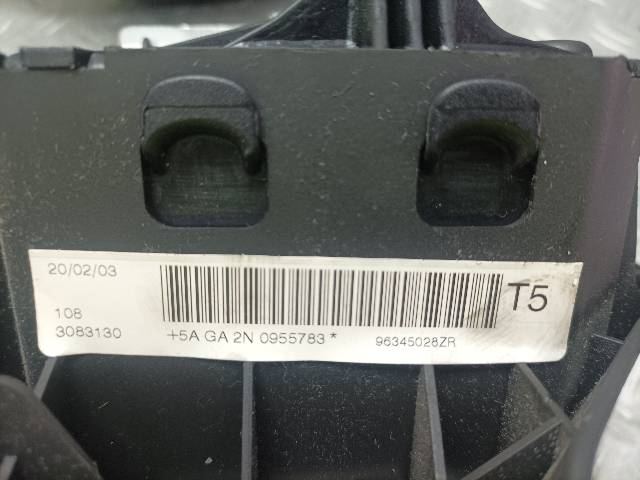 20/02/03
T5
108
3083130
+5A GA 2N 0955783 *
96345028ZR